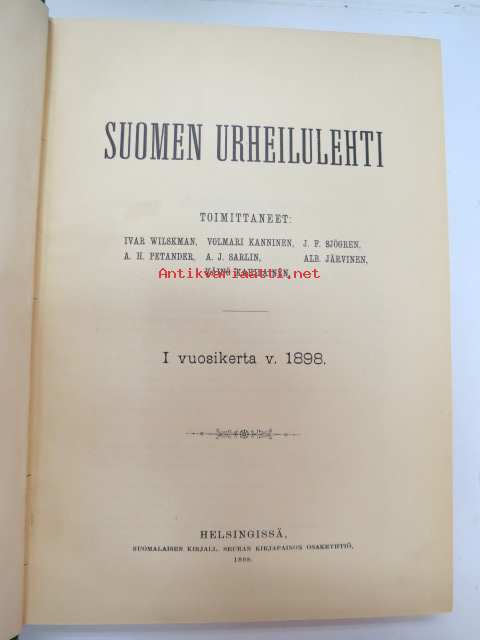 SUOMEN URHEILULEHTI
TOIMITTANEET:
IVAR WILSKMAN, VOLMARI KANNINEN, J. F. SJÖGREN,
A. H. PETANDER, A. J. SARLIN, ALB. JÄRVINEN,
Antikvariaatti.net
I vuosikerta v. 1898.
HELSINGISSÄ,
SUOMALAISEN KIRJALL. SEURAN KIRJAPAINON OSAKEYHTIÖ,
1898.